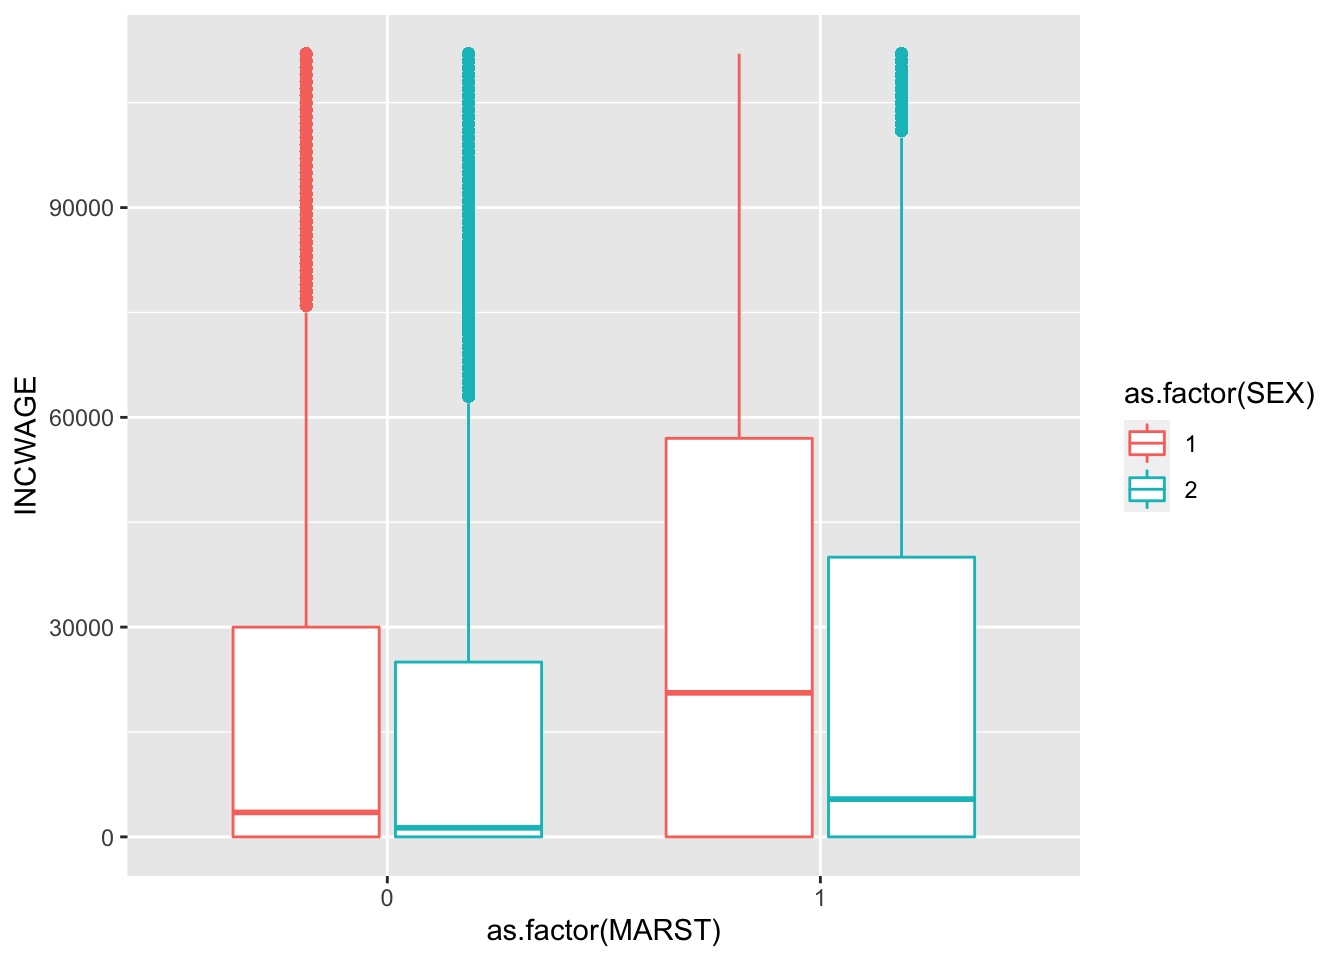 INCWAGE
90000
60000
30000
0
0
1
as.factor(MARST)
as.factor(SEX)
1
2